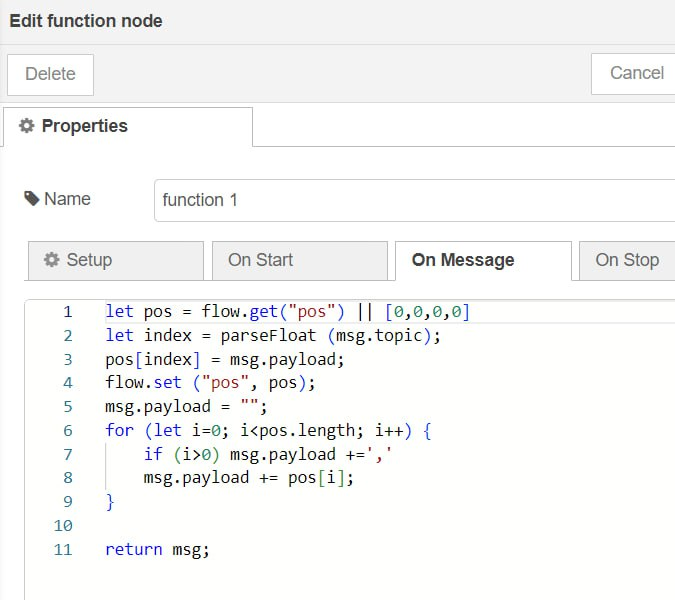 Edit function node
Delete
Cancel
Properties
Name
function 1
Setup
On Start
On Message
On Stop
1 let pos = flow.get("pos") || [0,0,0,0]
2 let index = parseFloat (msg.topic);
3 pos[index] = msg.payload;
4 flow.set ("pos", pos);
5 msg.payload = "";
6 for (let i=0; i<pos.length; i++) {
7 if (i>0) msg.payload +=','
8 msg.payload += pos[i];
9 }
10
11 return msg;